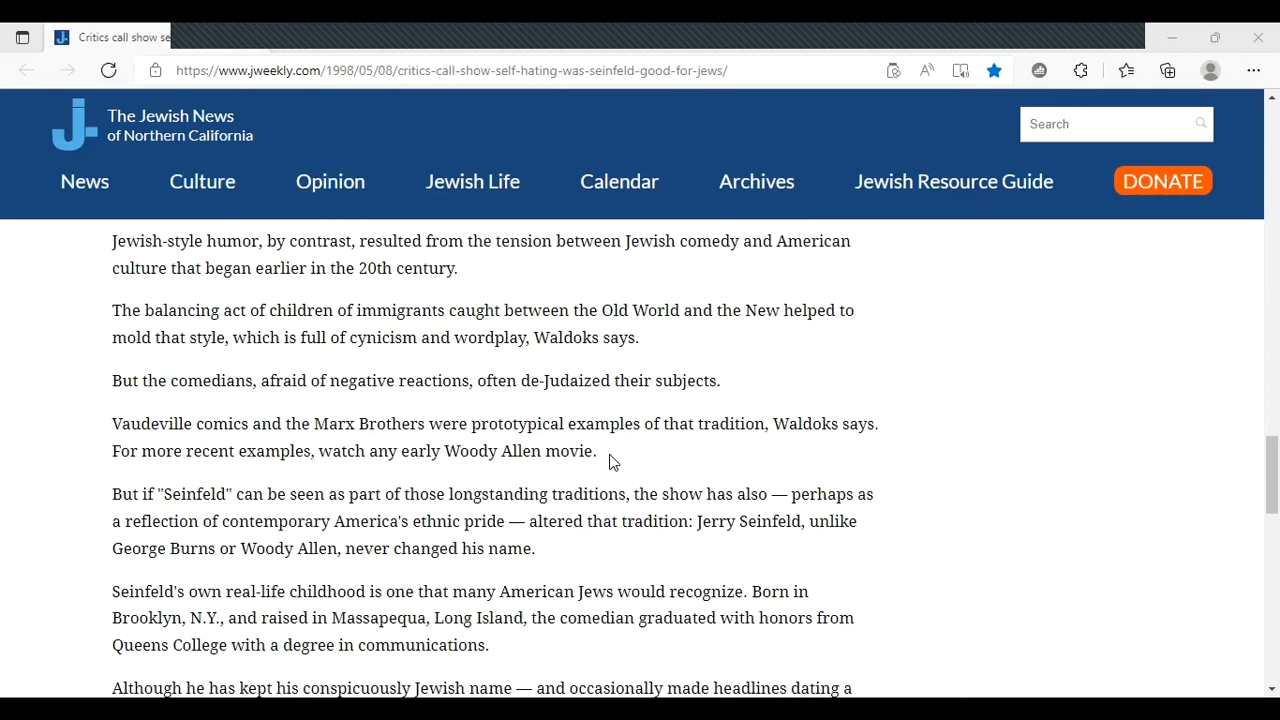 Critics call show se
https://www.jweekly.com/1998/05/08/critics-call-show-self-hating-was-seinfeld-good-for-jews/
J.
The Jewish News
of Northern California
Search
News Culture Opinion Jewish Life Calendar Archives Jewish Resource Guide DONATE
Jewish-style humor, by contrast, resulted from the tension between Jewish comedy and American
culture that began earlier in the 20th century.
The balancing act of children of immigrants caught between the Old World and the New helped to
mold that style, which is full of cynicism and wordplay, Waldoks says.
But the comedians, afraid of negative reactions, often de-Judaized their subjects.
Vaudeville comics and the Marx Brothers were prototypical examples of that tradition, Waldoks says.
For more recent examples, watch any early Woody Allen movie.
But if "Seinfeld" can be seen as part of those longstanding traditions, the show has also — perhaps as
a reflection of contemporary America's ethnic pride — altered that tradition: Jerry Seinfeld, unlike
George Burns or Woody Allen, never changed his name.
Seinfeld's own real-life childhood is one that many American Jews would recognize. Born in
Brooklyn, N.Y., and raised in Massapequa, Long Island, the comedian graduated with honors from
Queens College with a degree in communications.
Although he has kept his conspicuously Jewish name — and occasionally made headlines dating a